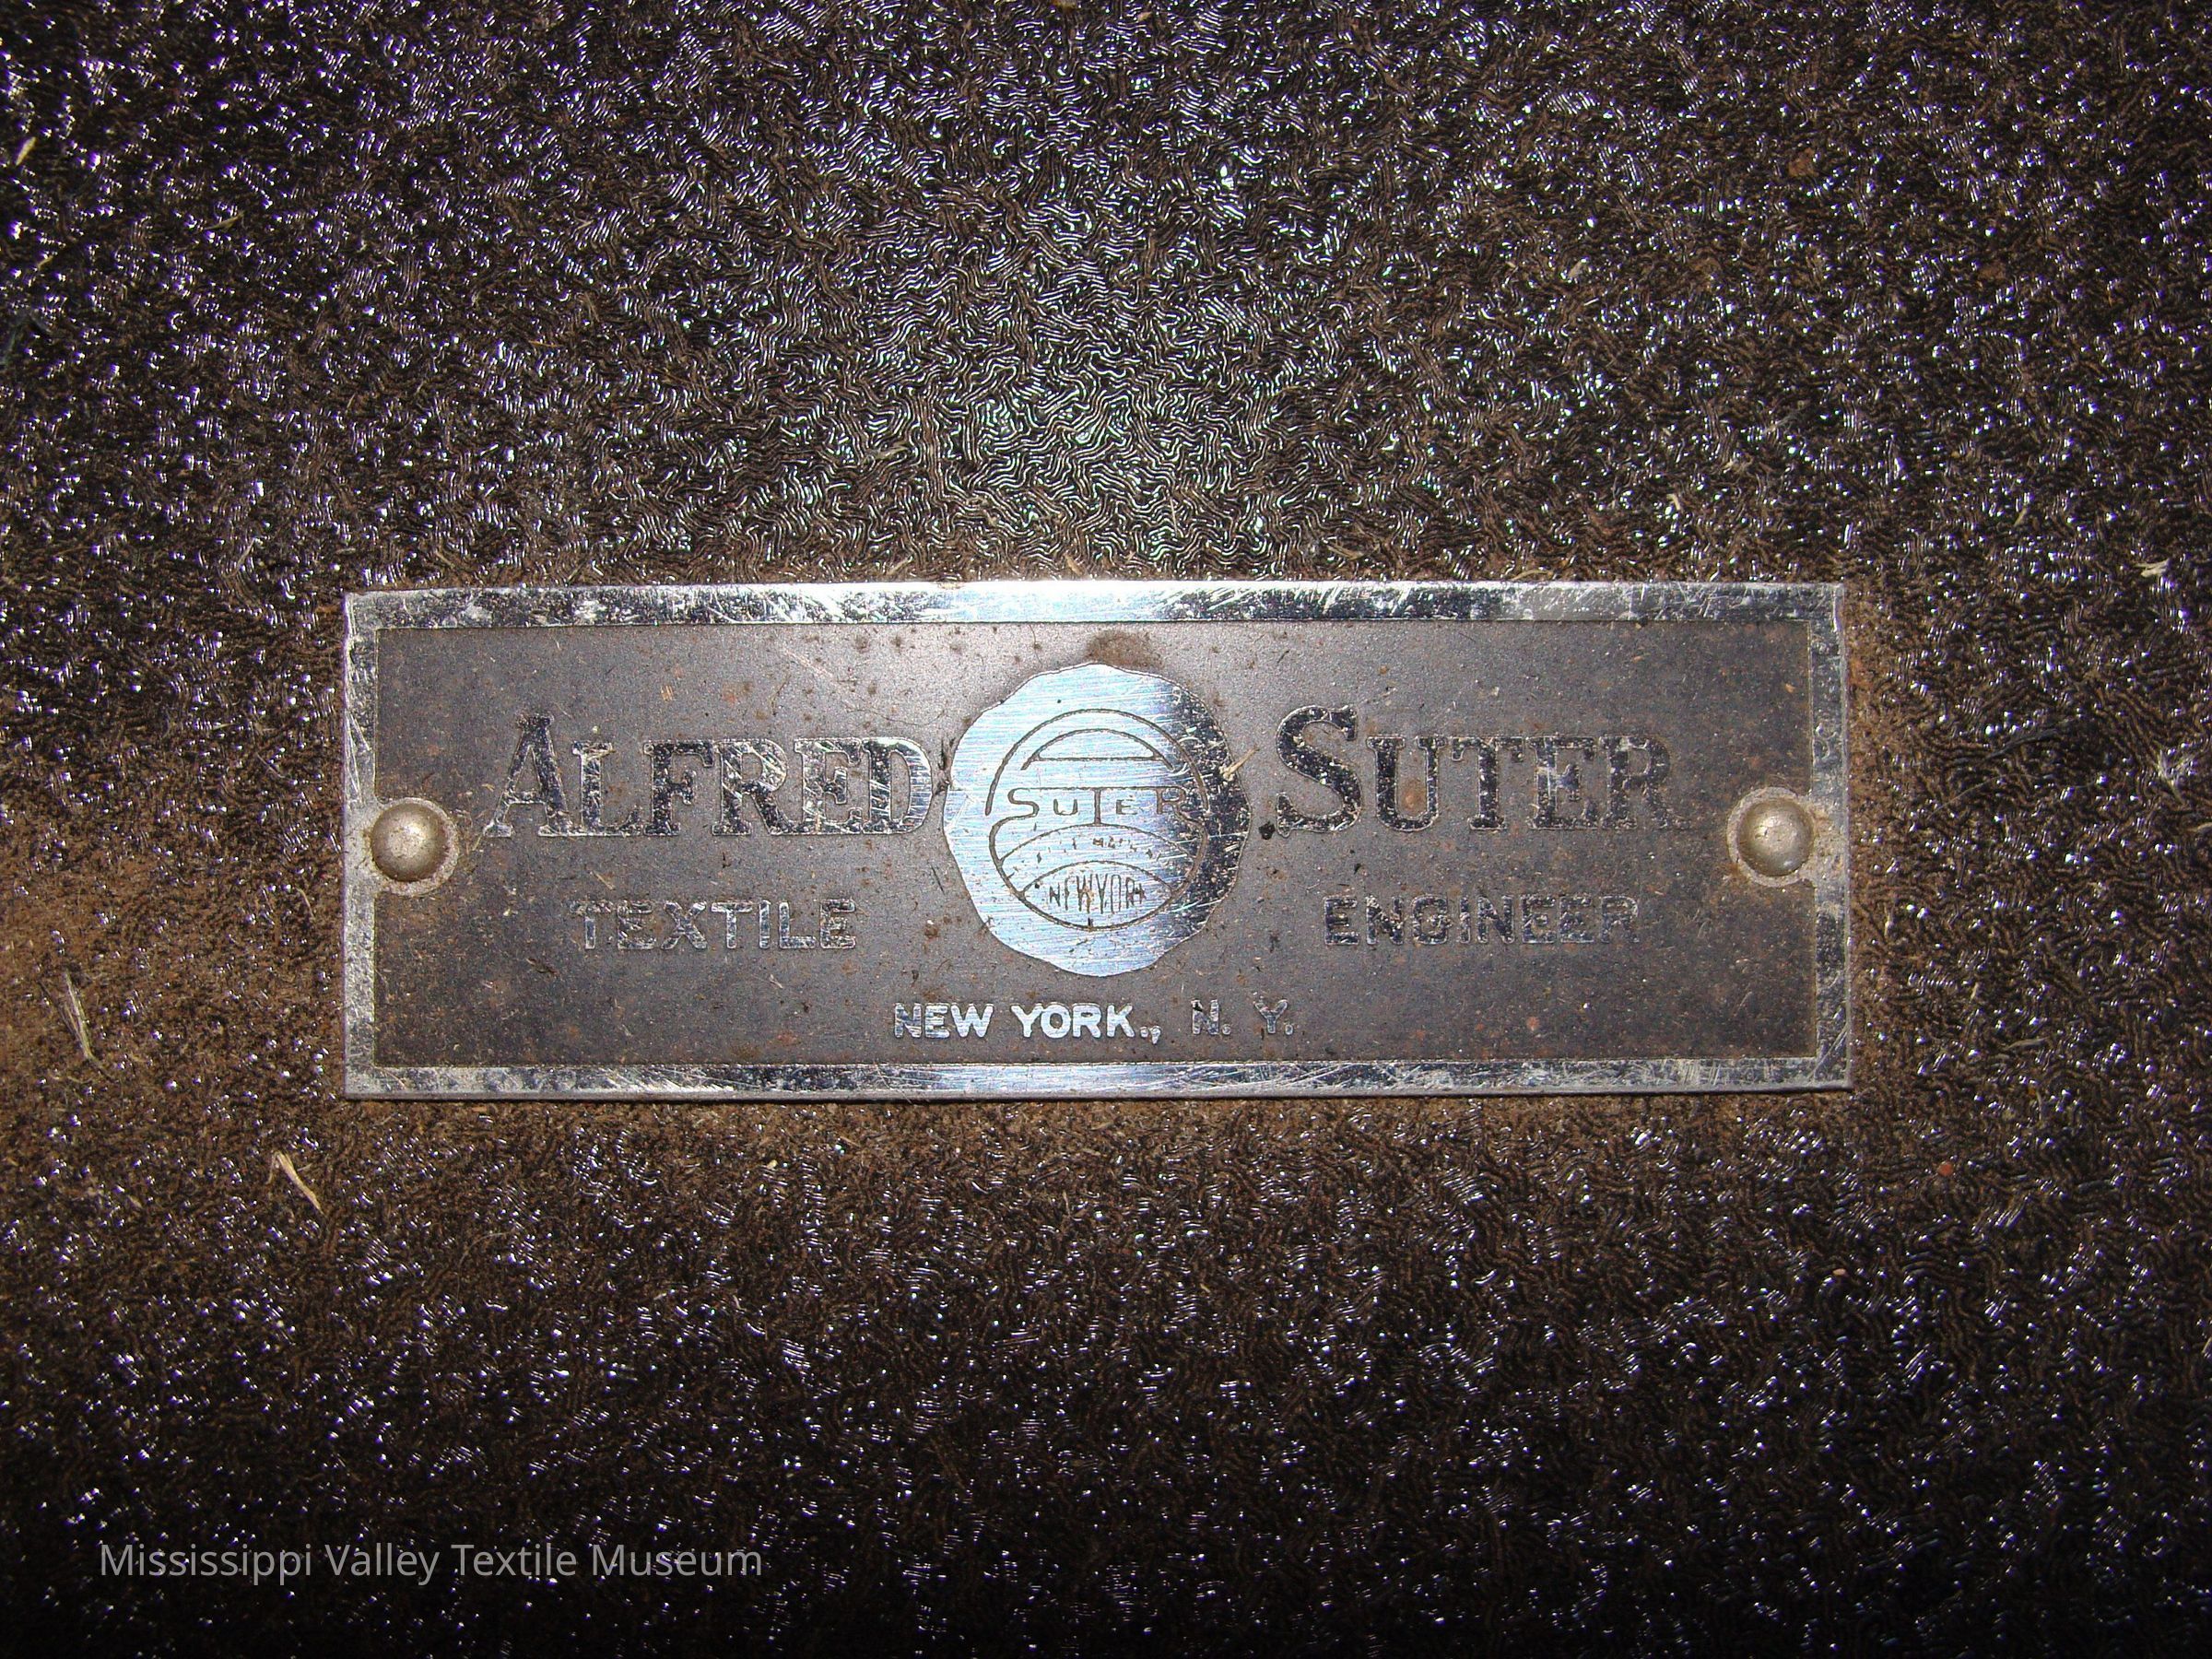 ALFRED SUTER
A
SUTER
NEW YORK
TEXTILE ENGINEER
NEW YORK., N. Y.
Mississippi Valley Textile Museum